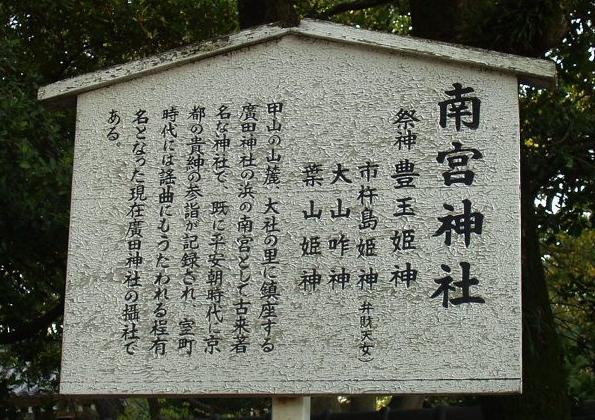 南宮神社
祭神 豊玉姫神
市杵島姫神（弁財天女）
大山咋神
葉山姫神
甲山の山麓、大社の里に鎮座する
廣田神社の浜の南宮として古来著
名な神社で、既に平安朝時代に京
都の貴紳の参詣が記録され、室町
時代には謡曲にもうたわれる程有
名となった現在廣田神社の攝社で
ある。